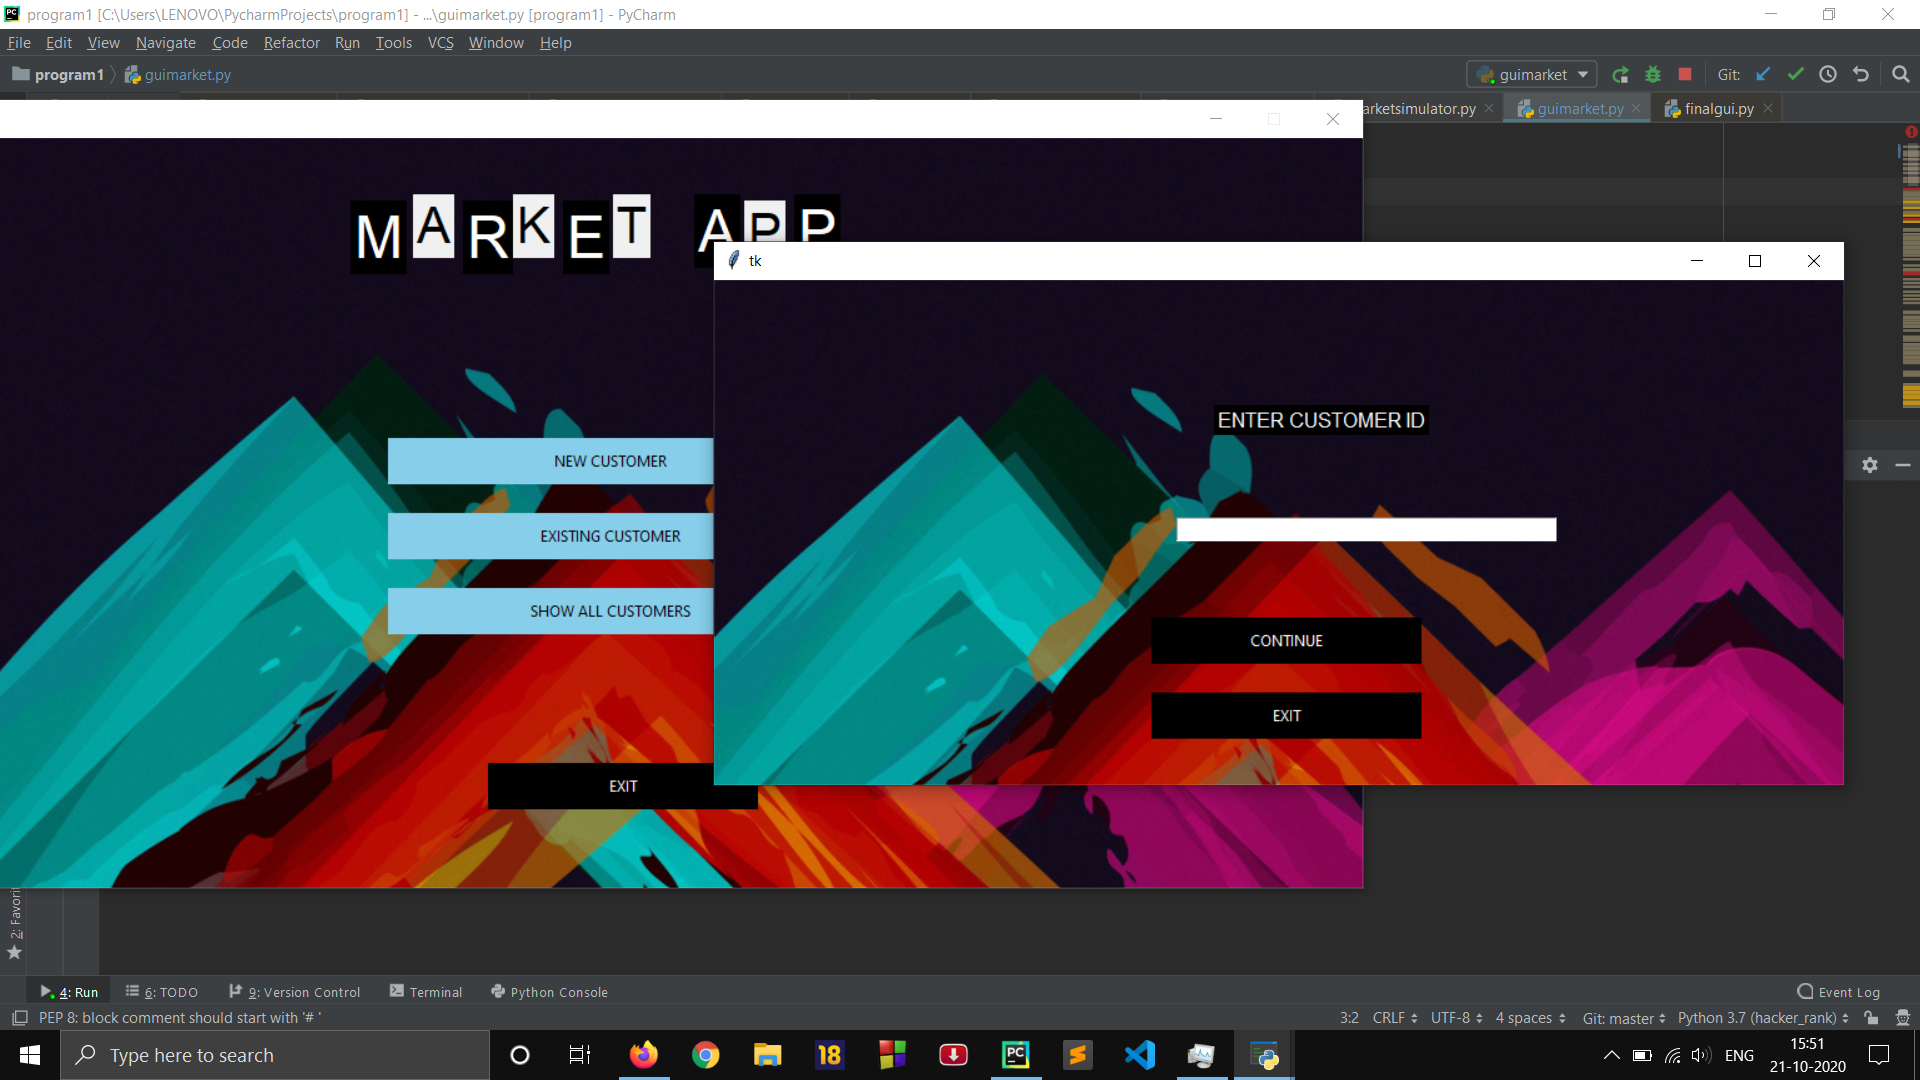 program1 [C:\Users\LENOVO\PycharmProjects\program1] - ...\guimarket.py [program1] - PyCharm
File Edit View Navigate Code Refactor Run Tools VCS Window Help
program1 guimarket.py guimarket Git:
arketsimulator.py guimarket.py finalgui.py
MARKET APP
tk
ENTER CUSTOMER ID
NEW CUSTOMER
EXISTING CUSTOMER
SHOW ALL CUSTOMERS
CONTINUE
EXIT
EXIT
2: Favorit
4: Run 6: TODO 9: Version Control Terminal Python Console Event Log
PEP 8: block comment should start with '# ' 3:2 CRLF UTF-8 4 spaces Git: master Python 3.7 (hacker_rank)
Type here to search 18 PC ENG 15:51
21-10-2020